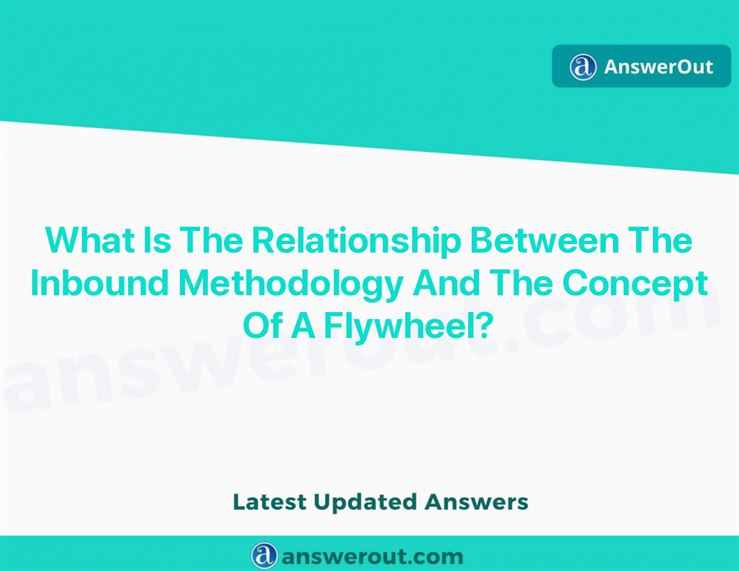 AnswerOut
What Is The Relationship Between The
Inbound Methodology And The Concept
Of A Flywheel?
answerout.com
Latest Updated Answers
answerout.com